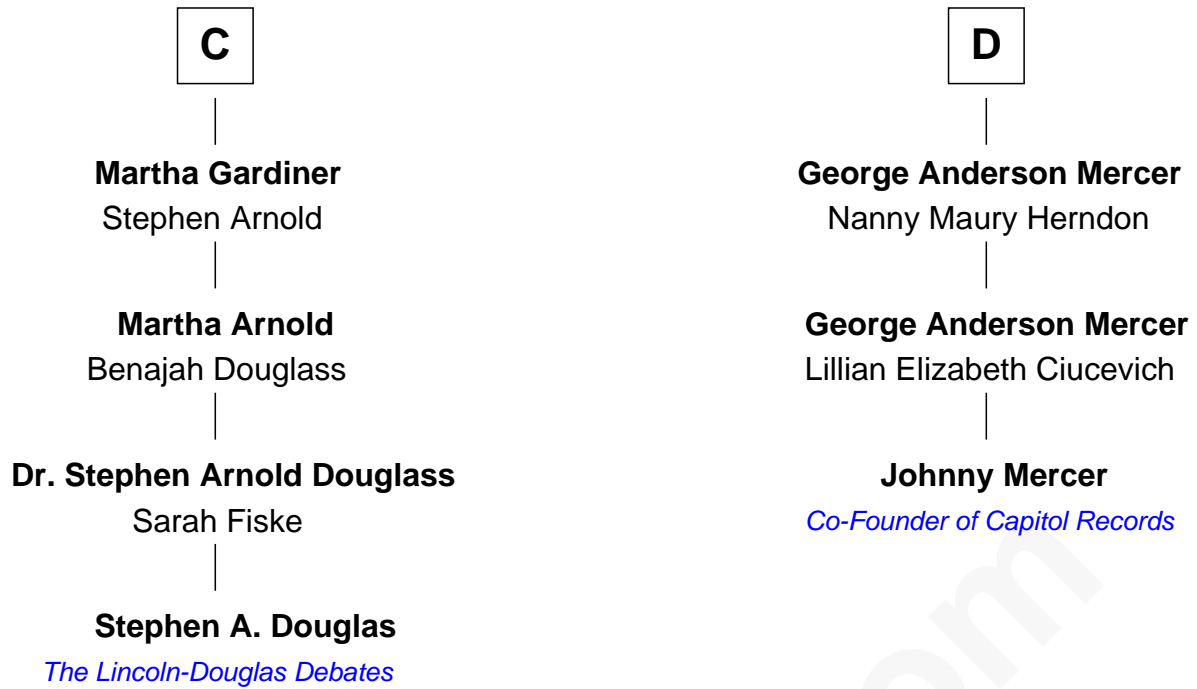 C
Martha Gardiner
Stephen Arnold
Martha Arnold
Benajah Douglass
Dr. Stephen Arnold Douglass
Sarah Fiske
Stephen A. Douglas
The Lincoln-Douglas Debates
D
George Anderson Mercer
Nanny Maury Herndon
George Anderson Mercer
Lillian Elizabeth Ciucevich
Johnny Mercer
Co-Founder of Capitol Records
om